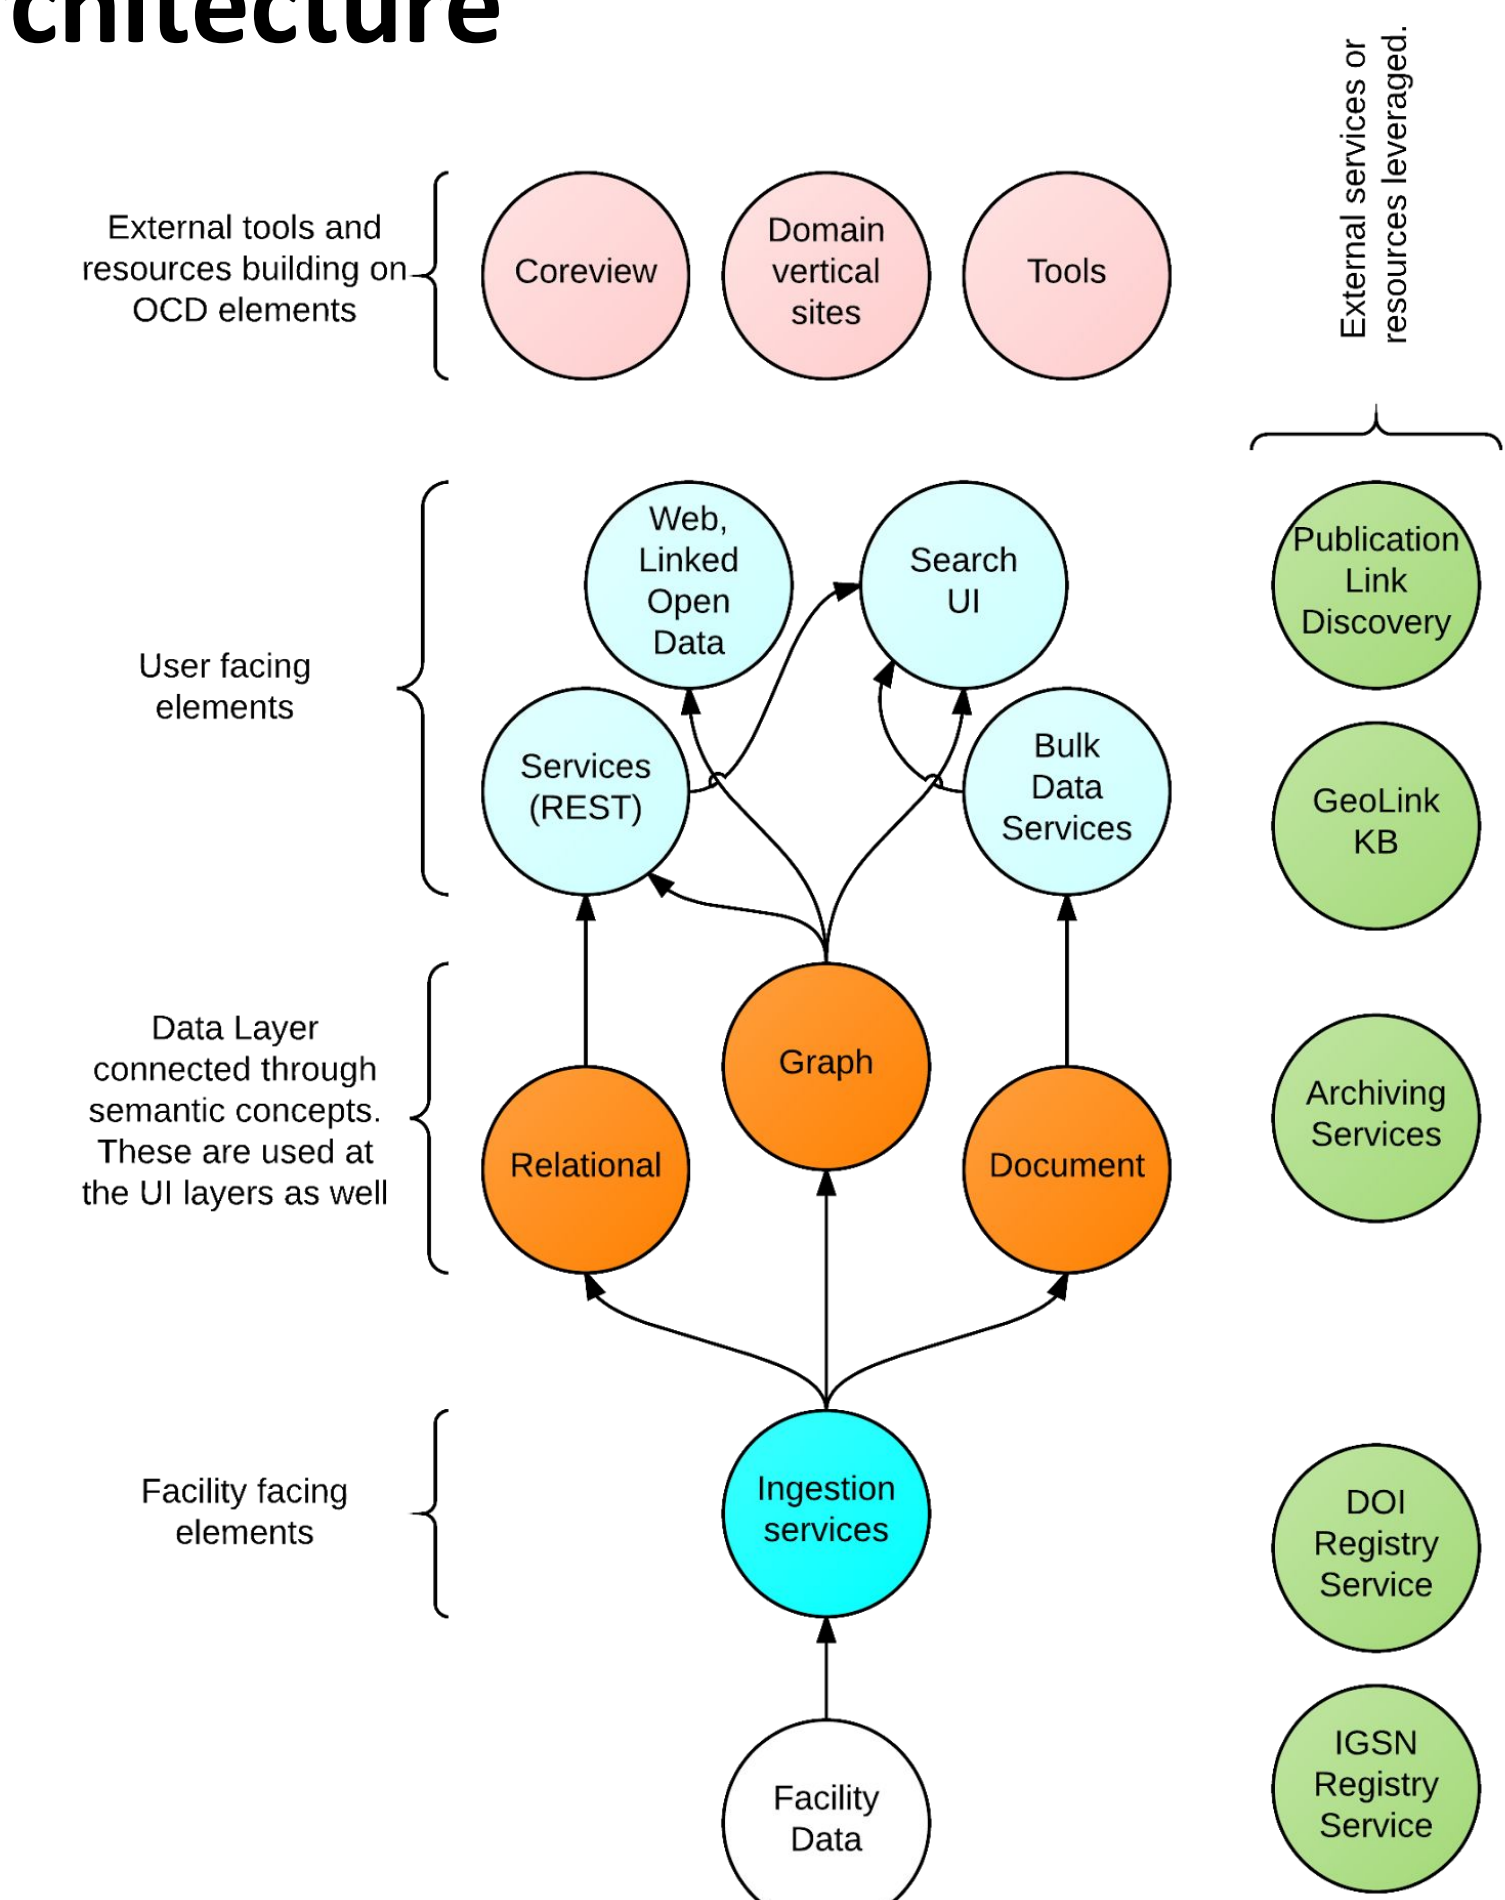 rchitecture
External services or
resources leveraged.
External tools and
resources building on
OCD elements
Coreview
Domain
vertical
sites
Tools
User facing
elements
Web,
Linked
Open
Data
Search
UI
Services
(REST)
Bulk
Data
Services
Publication
Link
Discovery
GeoLink
KB
Data Layer
connected through
semantic concepts.
These are used at
the UI layers as well
Relational
Graph
Document
Archiving
Services
Facility facing
elements
Ingestion
services
DOI
Registry
Service
Facility
Data
IGSN
Registry
Service